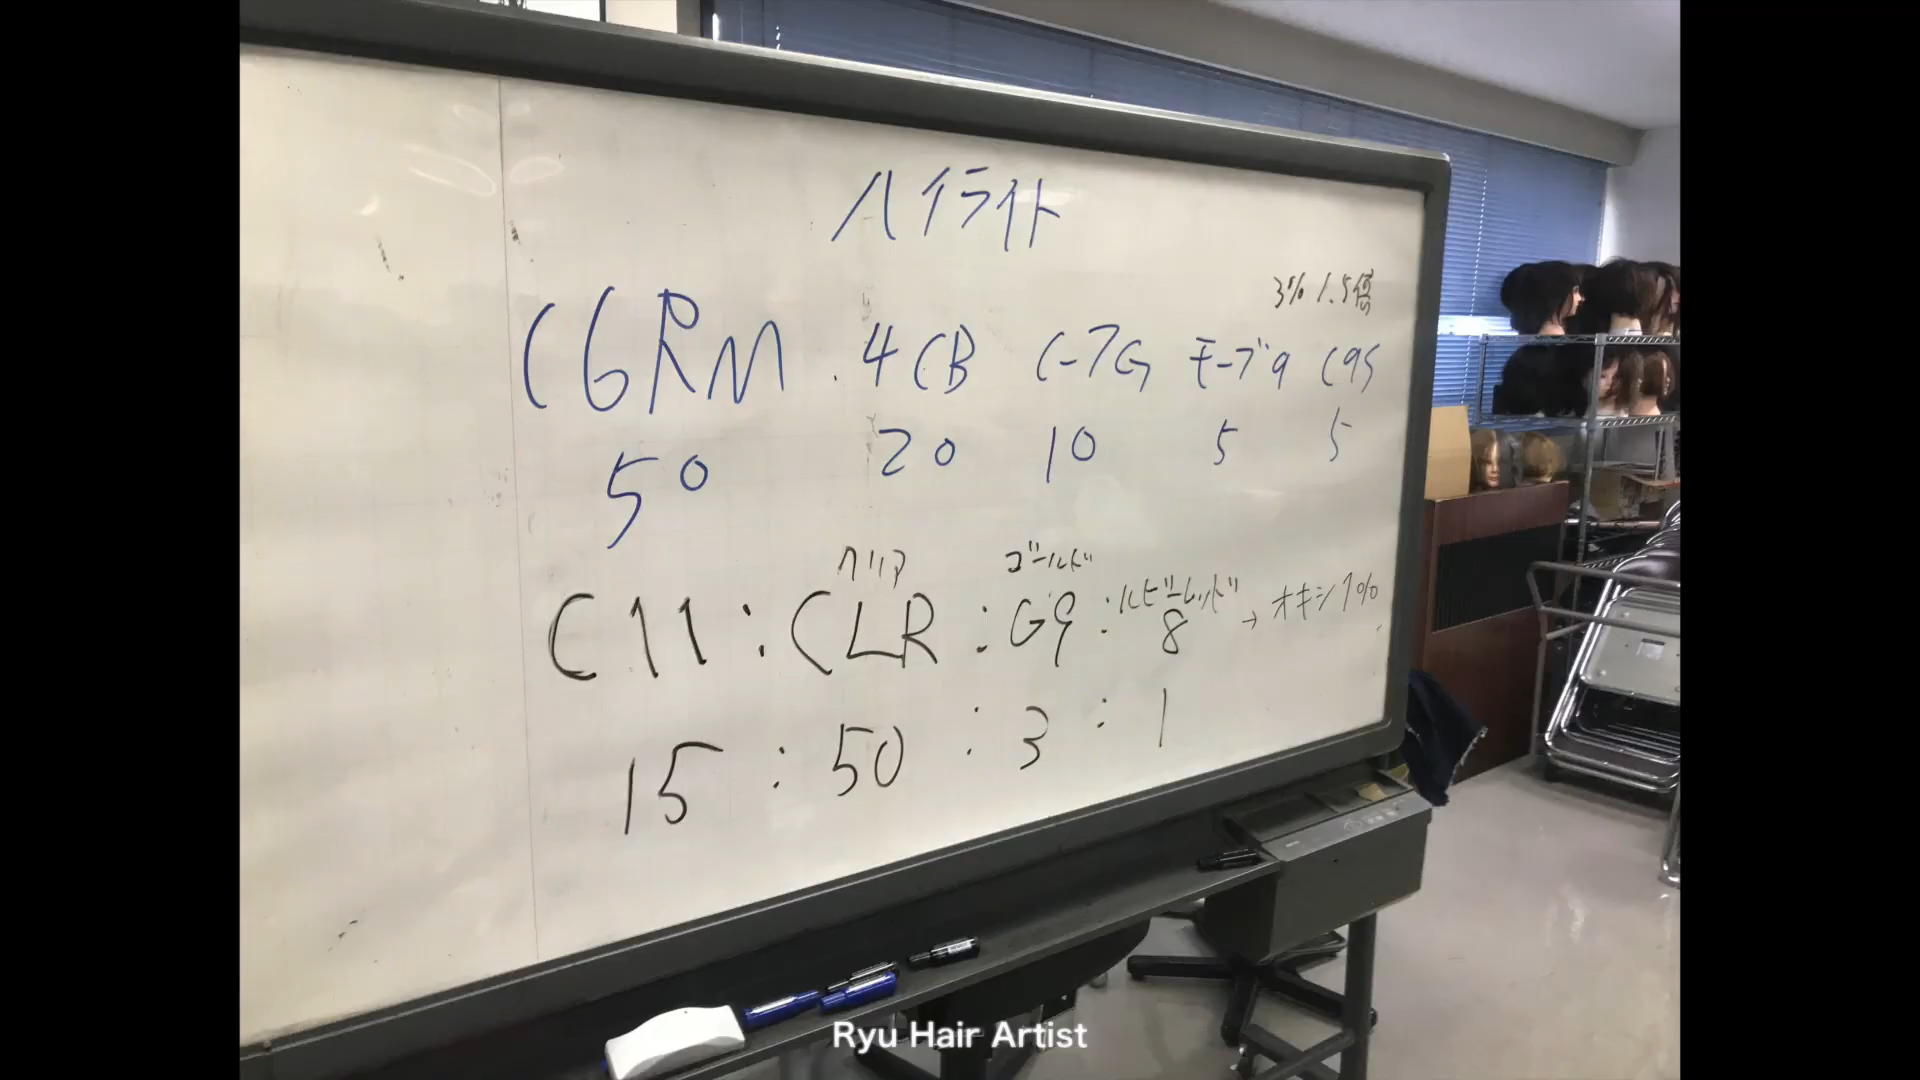 ハイライト
3% 1.5倍
C6RM . 4CB C-7G モーブ9 C9S
50 20 10 5 5
クリア ゴールド
C11 : CLR : G9 : ルビーレッド8 → オキシ1%
15 : 50 : 3 : 1
Ryu Hair Artist